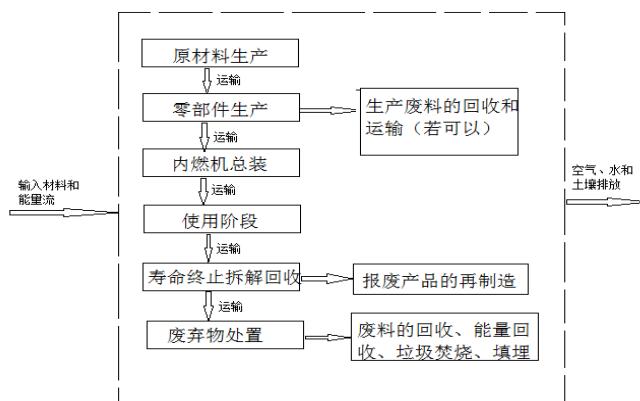 原材料生产
运输
零部件生产
生产废料的回收和
运输（若可以）
运输
内燃机总装
运输
输入材料和
能量流
空气、水和
土壤排放
使用阶段
运输
寿命终止拆解回收
报废产品的再制造
运输
废弃物处置
废料的回收、能量回
收、垃圾焚烧、填埋